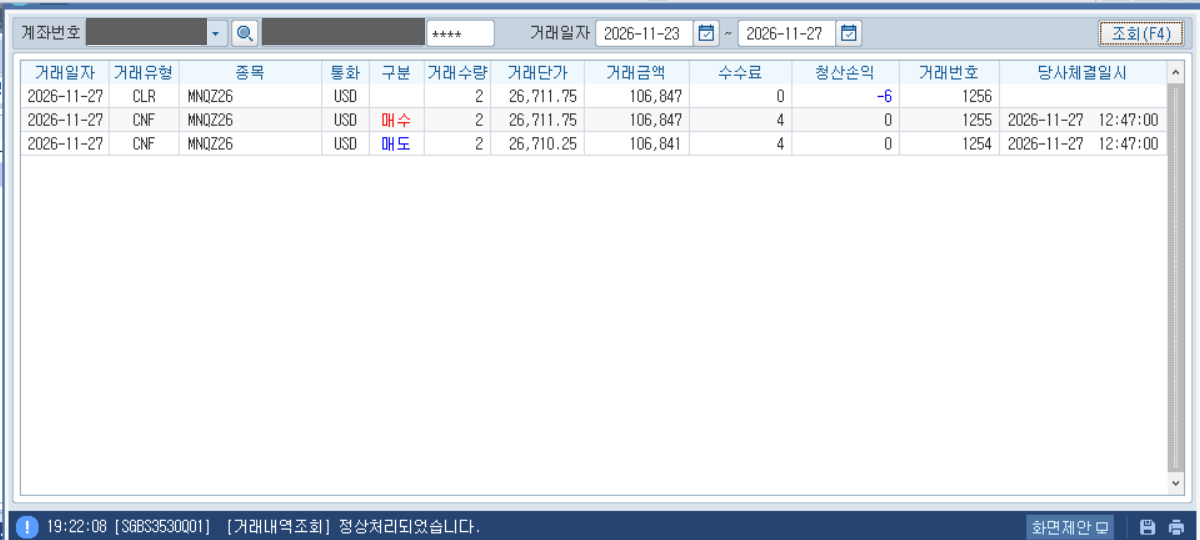 계좌번호 **** 거래일자 2026-11-23 ~ 2026-11-27 조회(F4)
거래일자 거래유형 종목 통화 구분 거래수량 거래단가 거래금액 수수료 청산손익 거래번호 당사체결일시
2026-11-27 CLR MNQZ26 USD 2 26,711.75 106,847 0 -6 1256
2026-11-27 CNF MNQZ26 USD 매수 2 26,711.75 106,847 4 0 1255 2026-11-27 12:47:00
2026-11-27 CNF MNQZ26 USD 매도 2 26,710.25 106,841 4 0 1254 2026-11-27 12:47:00
19:22:08 [SGBS3530Q01] [거래내역조회] 정상처리되었습니다. 화면제안